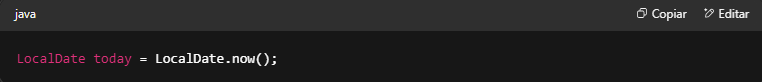 java Copiar Editar
LocalDate today = LocalDate.now();